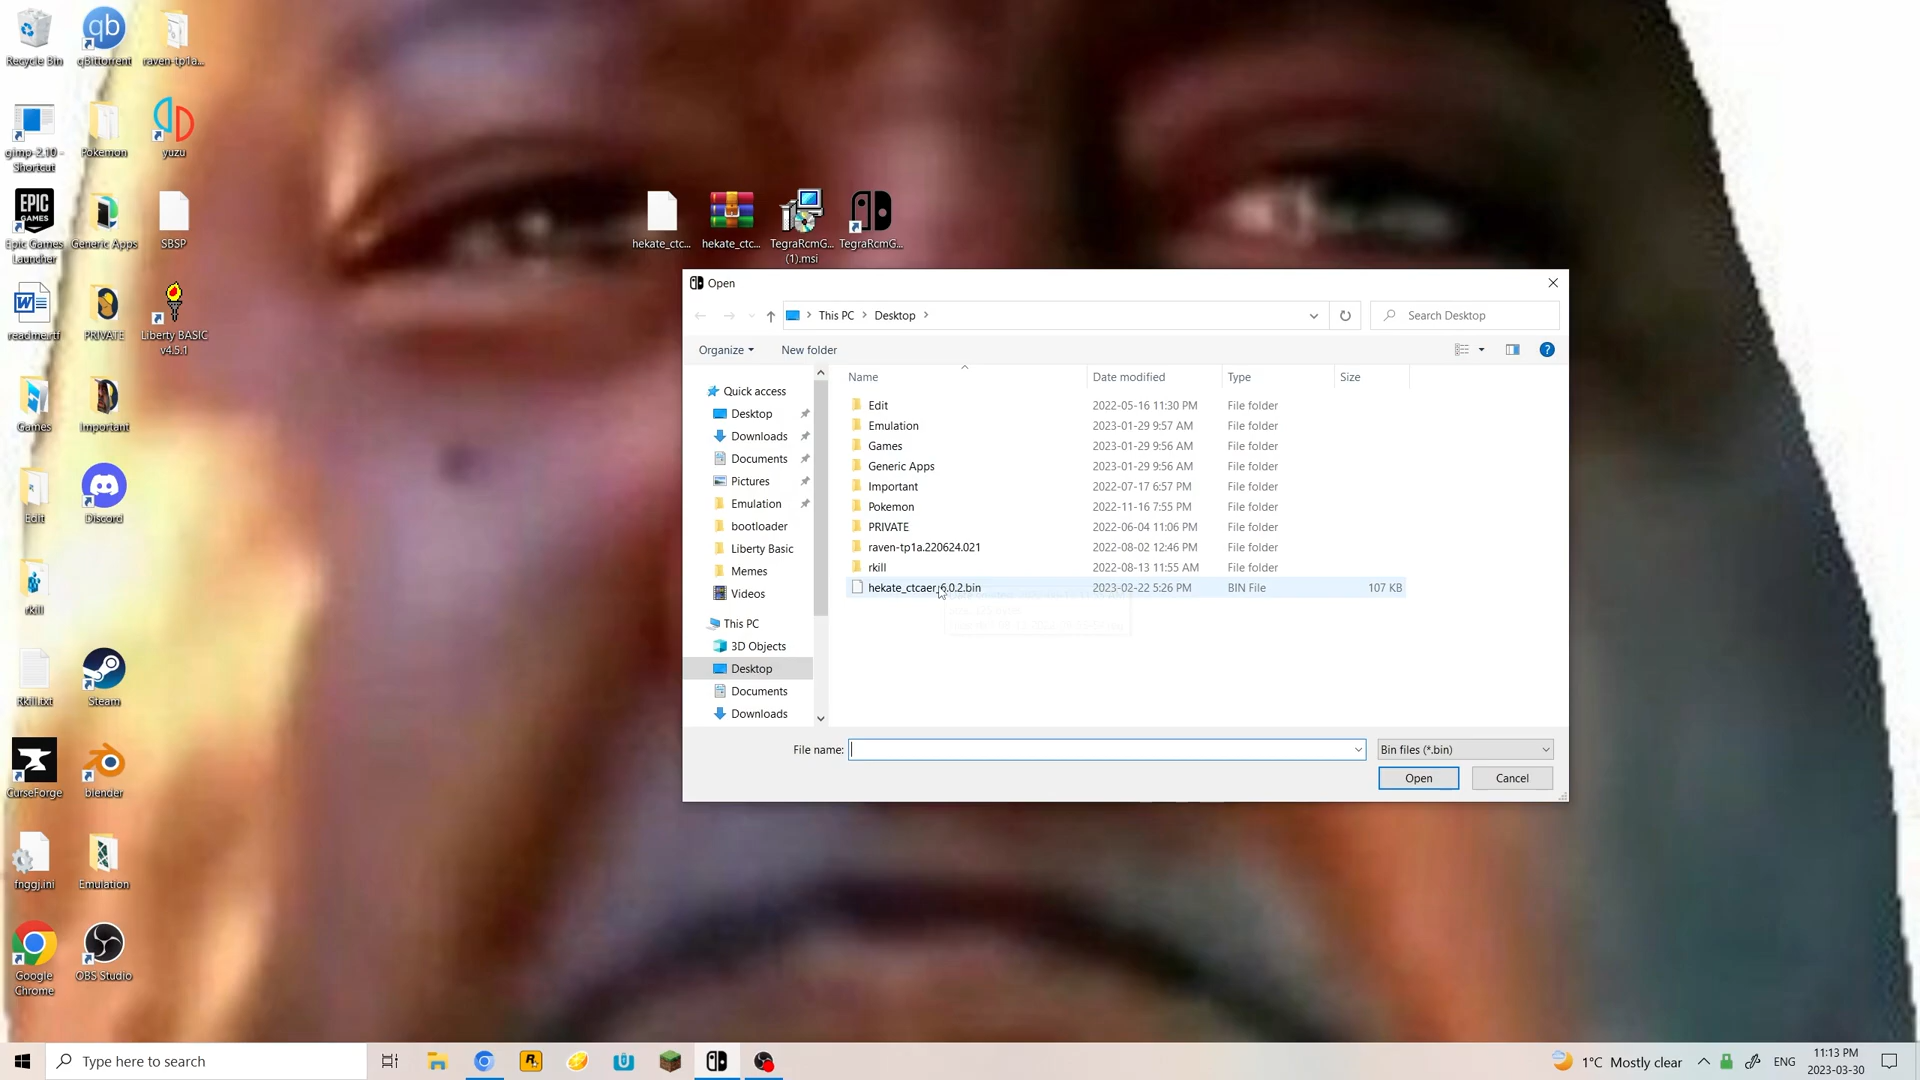 Recycle Bin
qBittorrent
raven-tp1a...
gimp-2.10 -
Shortcut
Pokemon
yuzu
EPIC
GAMES
Epic Games
Launcher
Generic Apps
SBSP
readme.rtf
PRIVATE
Liberty BASIC
v4.5.1
Games
Important
Edit
Discord
rkill
Rkill.txt
Steam
CurseForge
blender
fnggj.ini
Emulation
Google
Chrome
OBS Studio
hekate_ctc...
hekate_ctc...
TegraRcmG...
(1).msi
TegraRcmG...
Open
This PC
Desktop
Search Desktop
Organize
New folder
Name
Date modified
Type
Size
Quick access
Desktop
Downloads
Documents
Pictures
Emulation
bootloader
Liberty Basic
Memes
Videos
This PC
3D Objects
Desktop
Documents
Downloads
Edit 2022-05-16 11:30 PM File folder
Emulation 2023-01-29 9:57 AM File folder
Games 2023-01-29 9:56 AM File folder
Generic Apps 2023-01-29 9:56 AM File folder
Important 2022-07-17 6:57 PM File folder
Pokemon 2022-11-16 7:55 PM File folder
PRIVATE 2022-06-04 11:06 PM File folder
raven-tp1a.220624.021 2022-08-02 12:46 PM File folder
rkill 2022-08-13 11:55 AM File folder
hekate_ctcaer_6.0.2.bin 2023-02-22 5:26 PM BIN File 107 KB
File name:
Bin files (*.bin)
Open
Cancel
Type here to search
1°C Mostly clear
ENG
11:13 PM
2023-03-30